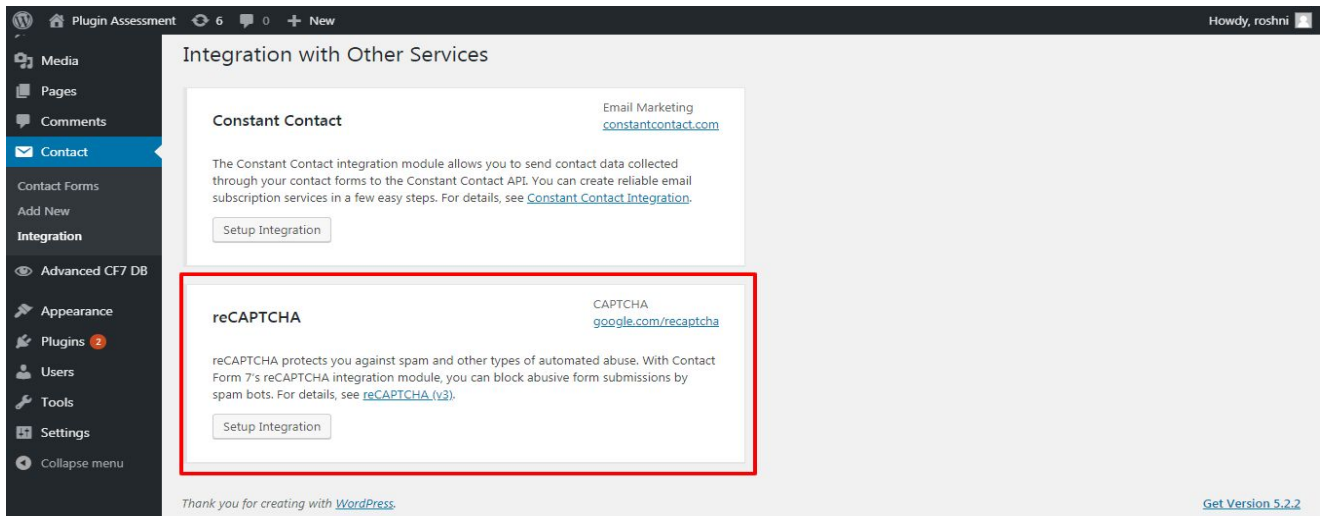 Plugin Assessment 6 0 + New Howdy, roshni
Media
Pages
Comments
Contact
Contact Forms
Add New
Integration
Advanced CF7 DB
Appearance
Plugins 2
Users
Tools
Settings
Collapse menu
Integration with Other Services
Constant Contact
Email Marketing
constantcontact.com
The Constant Contact integration module allows you to send contact data collected
through your contact forms to the Constant Contact API. You can create reliable email
subscription services in a few easy steps. For details, see Constant Contact Integration.
Setup Integration
reCAPTCHA
CAPTCHA
google.com/recaptcha
reCAPTCHA protects you against spam and other types of automated abuse. With Contact
Form 7's reCAPTCHA integration module, you can block abusive form submissions by
spam bots. For details, see reCAPTCHA (v3).
Setup Integration
Thank you for creating with WordPress.
Get Version 5.2.2